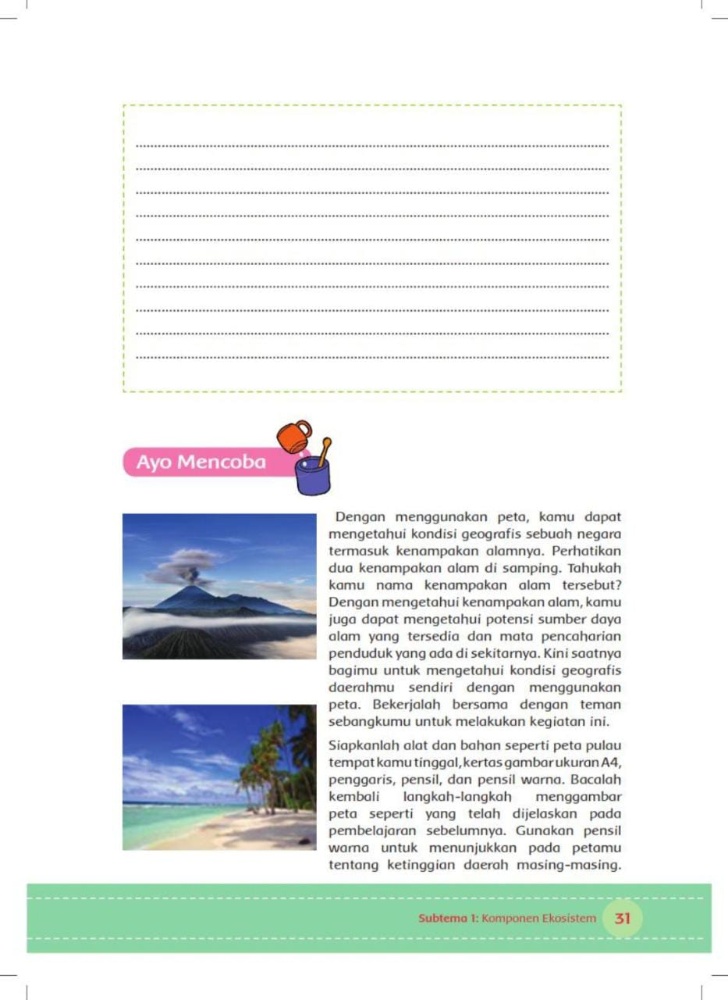 Ayo Mencoba
Dengan menggunakan peta, kamu dapat
mengetahui kondisi geografis sebuah negara
termasuk kenampakan alamnya. Perhatikan
dua kenampakan alam di samping. Tahukah
kamu nama kenampakan alam tersebut?
Dengan mengetahui kenampakan alam, kamu
juga dapat mengetahui potensi sumber daya
alam yang tersedia dan mata pencaharian
penduduk yang ada di sekitarnya. Kini saatnya
bagimu untuk mengetahui kondisi geografis
daerahmu sendiri dengan menggunakan
peta. Bekerjalah bersama dengan teman
sebangkumu untuk melakukan kegiatan ini.
Siapkanlah alat dan bahan seperti peta pulau
tempat kamu tinggal, kertas gambar ukuran A4,
penggaris, pensil, dan pensil warna. Bacalah
kembali langkah-langkah menggambar
peta seperti yang telah dijelaskan pada
pembelajaran sebelumnya. Gunakan pensil
warna untuk menunjukkan pada petamu
tentang ketinggian daerah masing-masing.
Subtema 1: Komponen Ekosistem 31